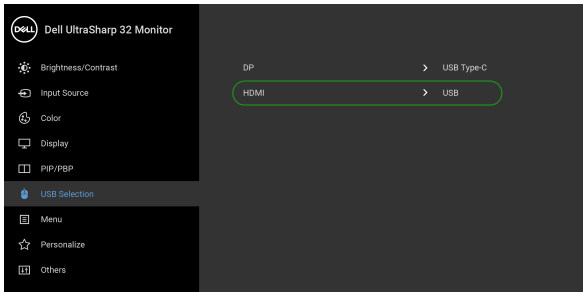 DELL
Dell UltraSharp 32 Monitor
Brightness/Contrast
Input Source
Color
Display
PIP/PBP
USB Selection
Menu
Personalize
Others
DP > USB Type-C
HDMI > USB